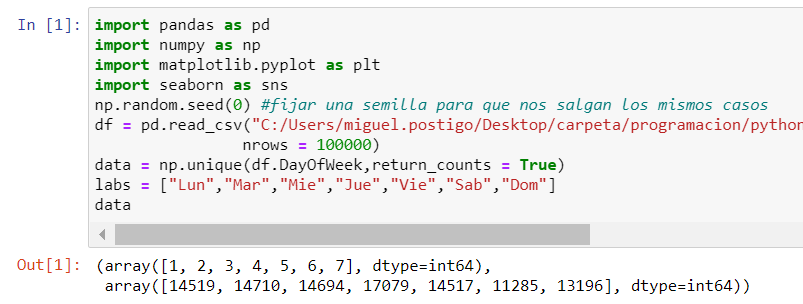 In [1]: import pandas as pd
import numpy as np
import matplotlib.pyplot as plt
import seaborn as sns
np.random.seed(0) #fijar una semilla para que nos salgan los mismos casos
df = pd.read_csv("C:/Users/miguel.postigo/Desktop/carpeta/programacion/python
nrows = 100000)
data = np.unique(df.DayOfWeek,return_counts = True)
labs = ["Lun","Mar","Mie","Jue","Vie","Sab","Dom"]
data
Out[1]: (array([1, 2, 3, 4, 5, 6, 7], dtype=int64),
array([14519, 14710, 14694, 17079, 14517, 11285, 13196], dtype=int64))